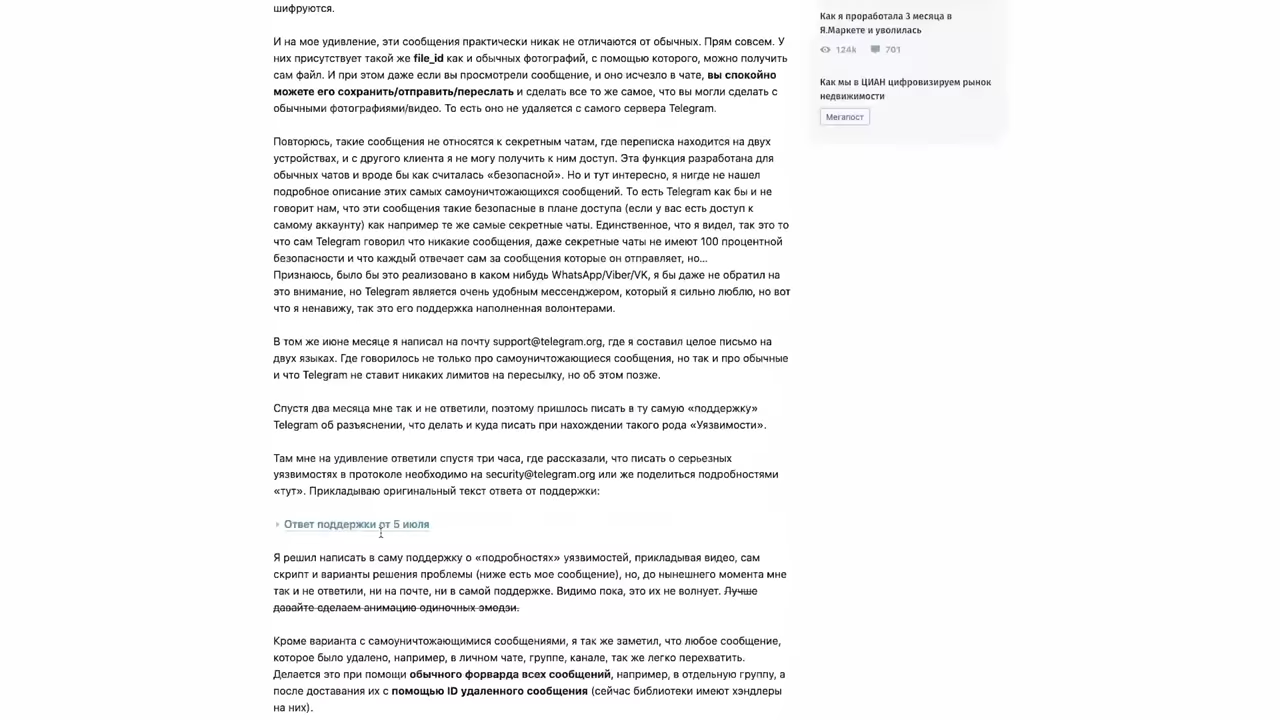 шифруются.
И на мое удивление, эти сообщения практически никак не отличаются от обычных. Прям совсем. У
них присутствует такой же file_id как и обычных фотографий, с помощью которого, можно получить
сам файл. И при этом даже если вы просмотрели сообщение, и оно исчезло в чате, вы спокойно
можете его сохранить/отправить/переслать и сделать все то же самое, что вы могли сделать с
обычными фотографиями/видео. То есть оно не удаляется с самого сервера Telegram.
Повторюсь, такие сообщения не относятся к секретным чатам, где переписка находится на двух
устройствах, и с другого клиента я не могу получить к ним доступ. Эта функция разработана для
обычных чатов и вроде бы как считалась «безопасной». Но и тут интересно, я нигде не нашел
подробное описание этих самых самоуничтожающихся сообщений. То есть Telegram как бы и не
говорит нам, что эти сообщения такие безопасные в плане доступа (если у вас есть доступ к
самому аккаунту) как например те же самые секретные чаты. Единственное, что я видел, так это то
что сам Telegram говорил что никакие сообщения, даже секретные чаты не имеют 100 процентной
безопасности и что каждый отвечает сам за сообщения которые он отправляет, но...
Признаюсь, было бы это реализовано в каком нибудь WhatsApp/Viber/VK, я бы даже не обратил на
это внимание, но Telegram является очень удобным мессенджером, который я сильно люблю, но вот
что я ненавижу, так это его поддержка наполненная волонтерами.
В том же июне месяце я написал на почту support@telegram.org, где я составил целое письмо на
двух языках. Где говорилось не только про самоуничтожающиеся сообщения, но так и про обычные
и что Telegram не ставит никаких лимитов на пересылку, но об этом позже.
Спустя два месяца мне так и не ответили, поэтому пришлось писать в ту самую «поддержку»
Telegram об разъяснении, что делать и куда писать при нахождении такого рода «Уязвимости».
Там мне на удивление ответили спустя три часа, где рассказали, что писать о серьезных
уязвимостях в протоколе необходимо на security@telegram.org или же поделиться подробностями
«тут». Прикладываю оригинальный текст ответа от поддержки:
Ответ поддержки от 5 июля
Я решил написать в саму поддержку о «подробностях» уязвимостей, прикладывая видео, сам
скрипт и варианты решения проблемы (ниже есть мое сообщение), но, до нынешнего момента мне
так и не ответили, ни на почте, ни в самой поддержке. Видимо пока, это их не волнует. Лучше
давайте сделаем анимацию одиночных эмодзи.
Кроме варианта с самоуничтожающимися сообщениями, я так же заметил, что любое сообщение,
которое было удалено, например, в личном чате, группе, канале, так же легко перехватить.
Делается это при помощи обычного форварда всех сообщений, например, в отдельную группу, а
после доставания их с помощью ID удаленного сообщения (сейчас библиотеки имеют хэндлеры
на них).
Как я проработала 3 месяца в
Я.Маркете и уволилась
124k 701
Как мы в ЦИАН цифровизируем рынок
недвижимости
Мегапост